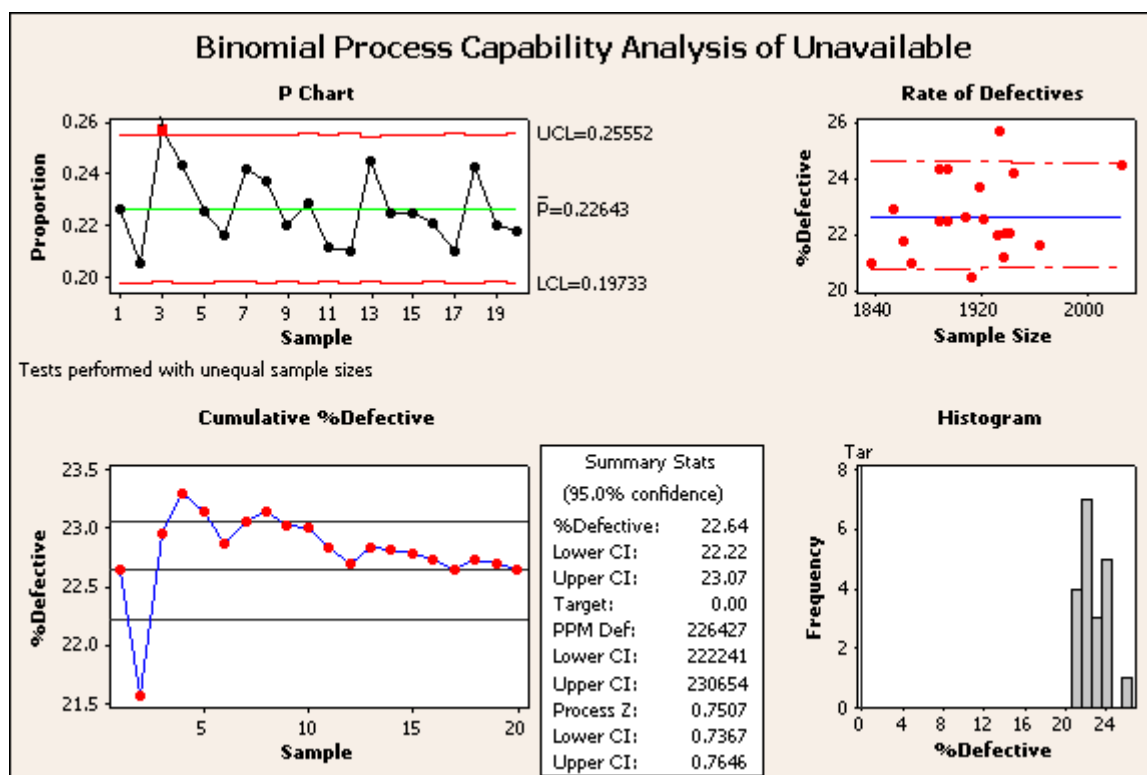 Binomial Process Capability Analysis of Unavailable
P Chart
0.26
0.24
0.22
0.20
Proportion
UCL=0.25552
P̄=0.22643
LCL=0.19733
1 3 5 7 9 11 13 15 17 19
Sample
Tests performed with unequal sample sizes
Rate of Defectives
26
24
22
20
%Defective
1840 1920 2000
Sample Size
Cumulative %Defective
23.5
23.0
22.5
22.0
21.5
%Defective
5 10 15 20
Sample
Summary Stats
(95.0% confidence)
%Defective: 22.64
Lower CI: 22.22
Upper CI: 23.07
Target: 0.00
PPM Def: 226427
Lower CI: 222241
Upper CI: 230654
Process Z: 0.7507
Lower CI: 0.7367
Upper CI: 0.7646
Histogram
Tar
8
6
4
2
0
Frequency
0 4 8 12 16 20 24
%Defective